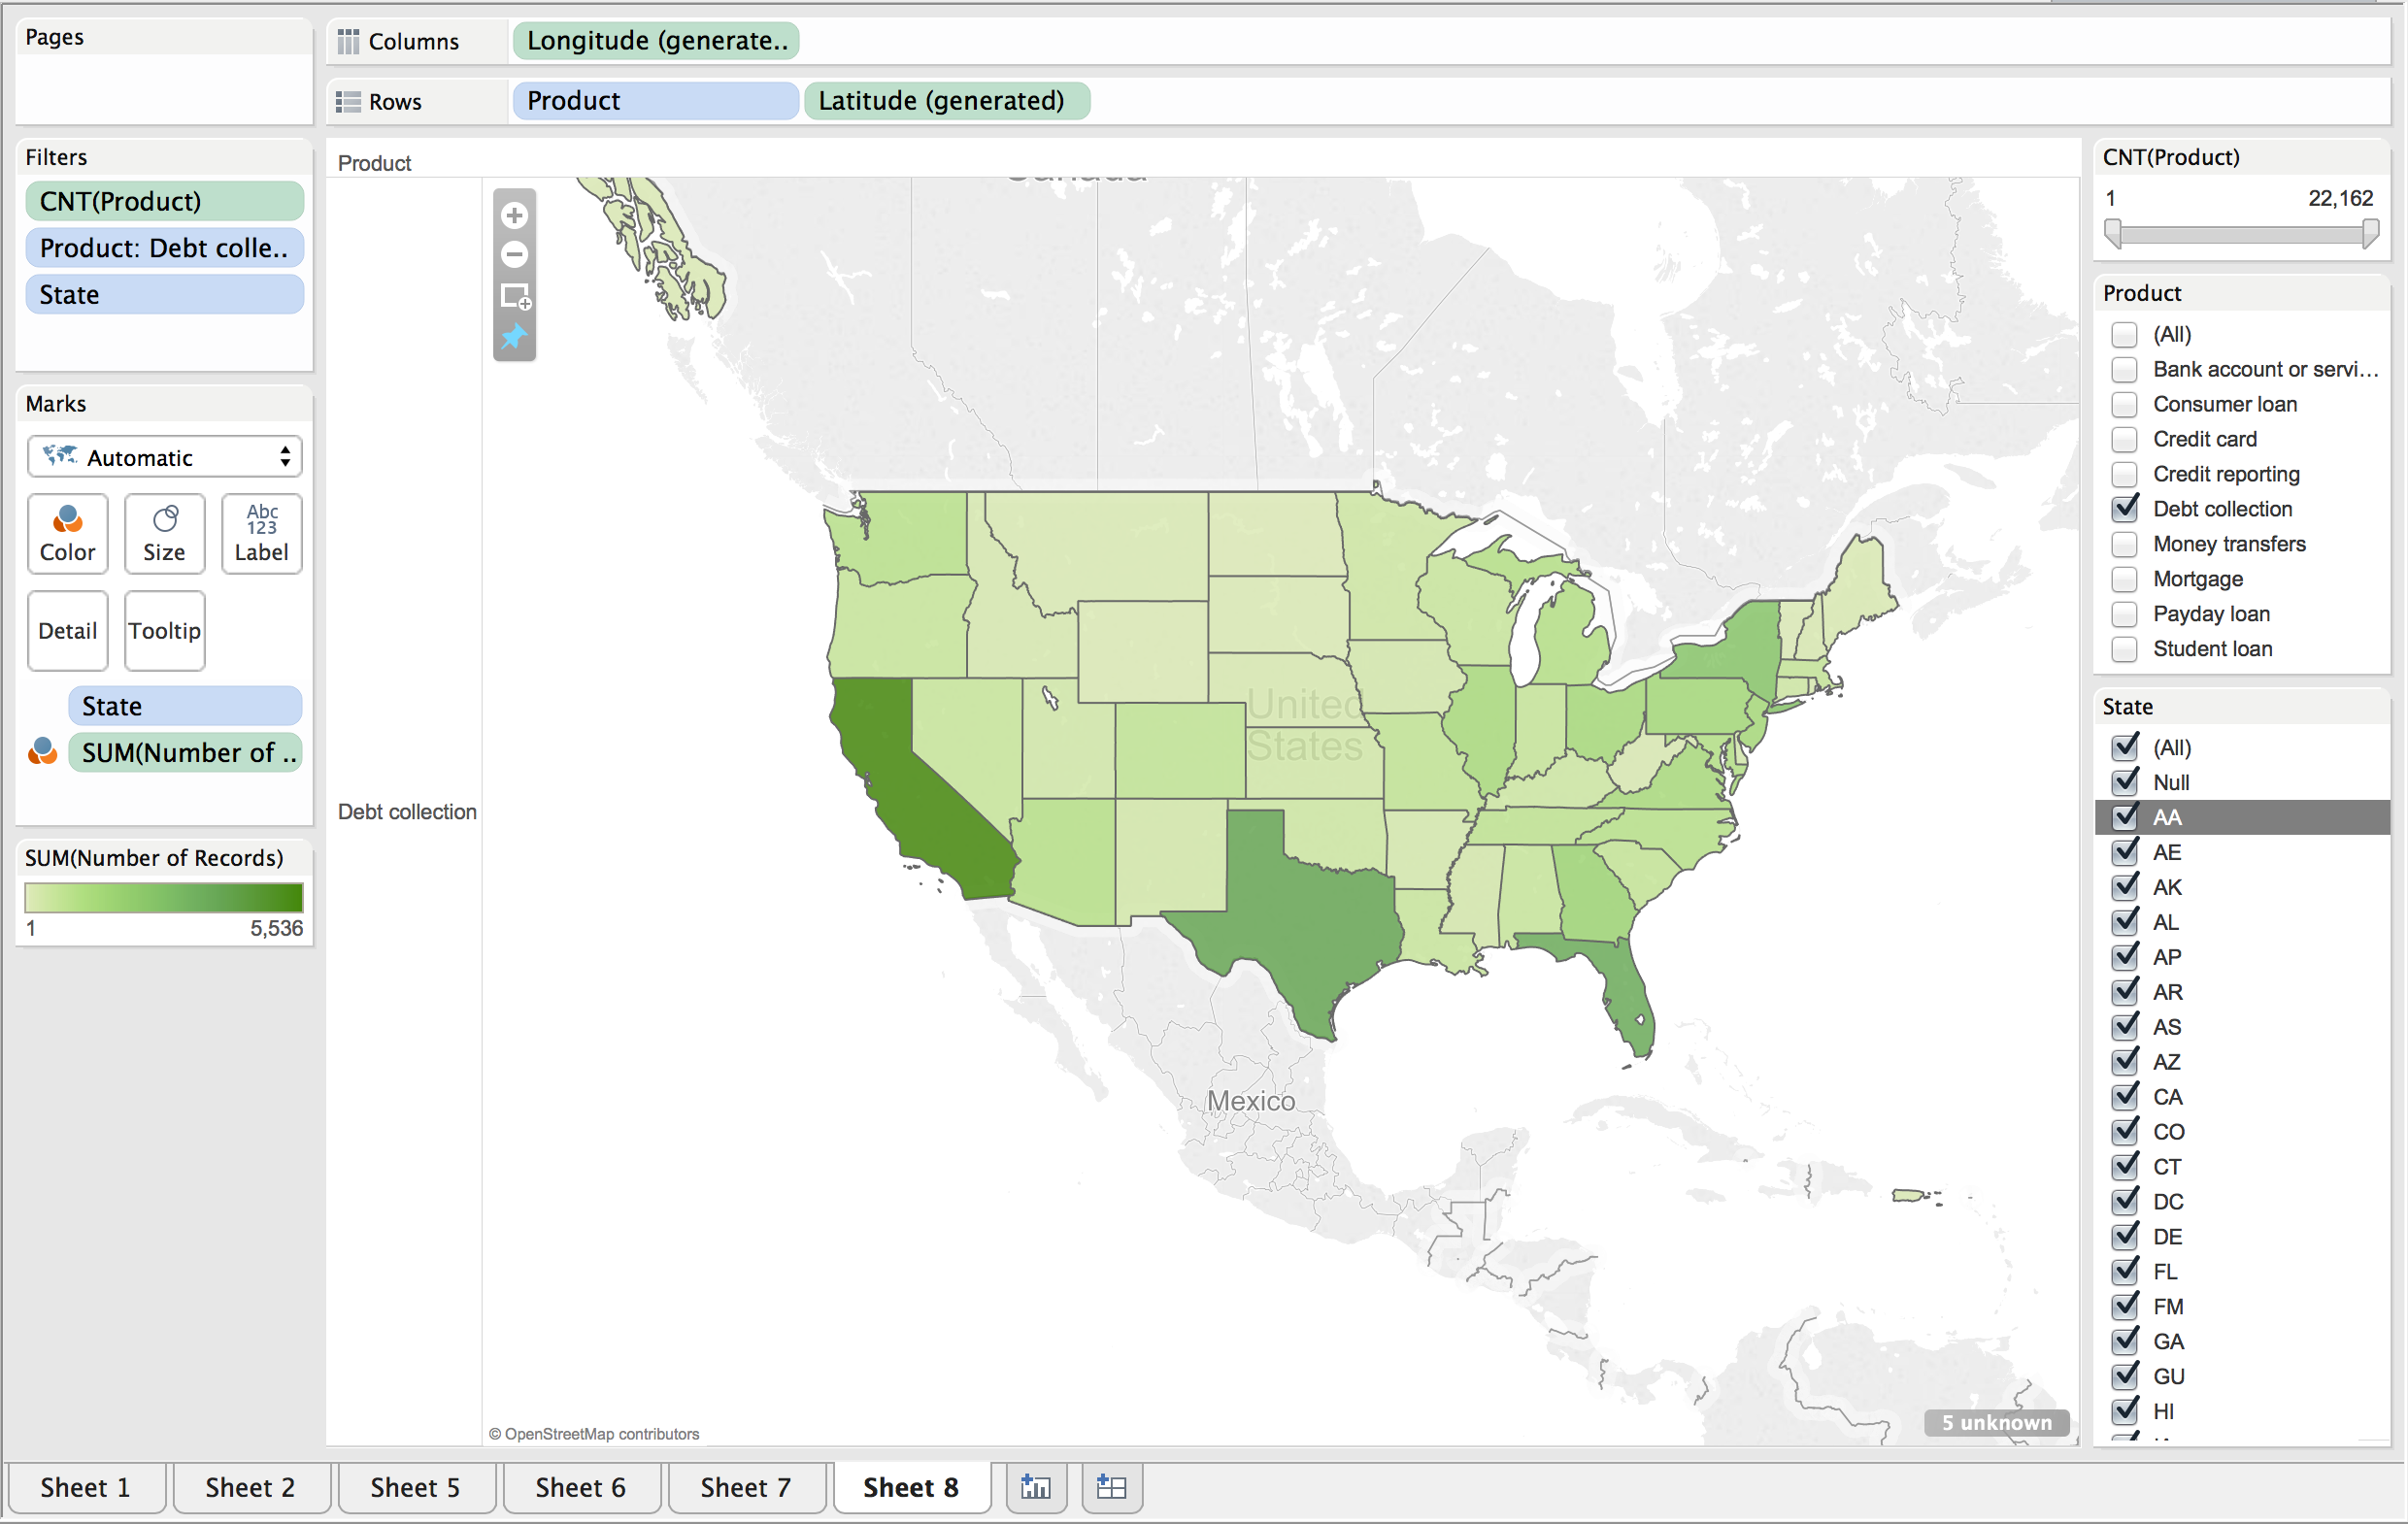 Pages
Columns
Longitude (generate..
Rows
Product
Latitude (generated)
Filters
CNT(Product)
Product: Debt colle..
State
Marks
Automatic
Color
Size
Abc
123
Label
Detail
Tooltip
State
SUM(Number of ..
SUM(Number of Records)
1
5,536
Product
Debt collection
Canada
United
States
Mexico
© OpenStreetMap contributors
5 unknown
CNT(Product)
1
22,162
Product
(All)
Bank account or servi...
Consumer loan
Credit card
Credit reporting
Debt collection
Money transfers
Mortgage
Payday loan
Student loan
State
(All)
Null
AA
AE
AK
AL
AP
AR
AS
AZ
CA
CO
CT
DC
DE
FL
FM
GA
GU
HI
Sheet 1
Sheet 2
Sheet 5
Sheet 6
Sheet 7
Sheet 8